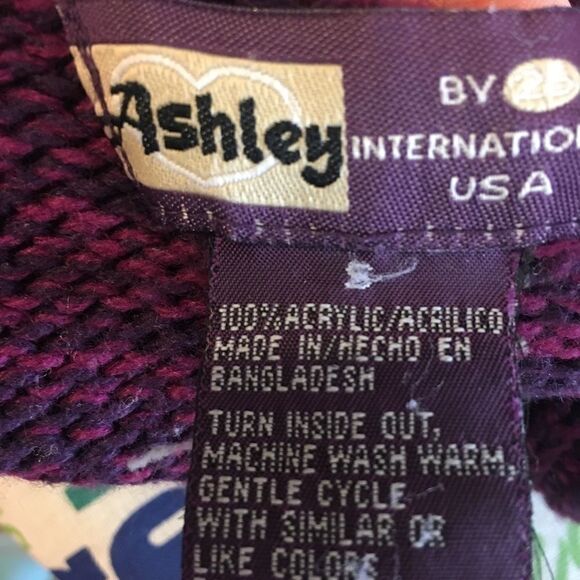 Ashley
BY 26
INTERNATIO
USA
S
100% ACRYLIC/ACRILICO
MADE IN/HECHO EN
BANGLADESH
TURN INSIDE OUT,
MACHINE WASH WARM,
GENTLE CYCLE
WITH SIMILAR OR
LIKE COLORS